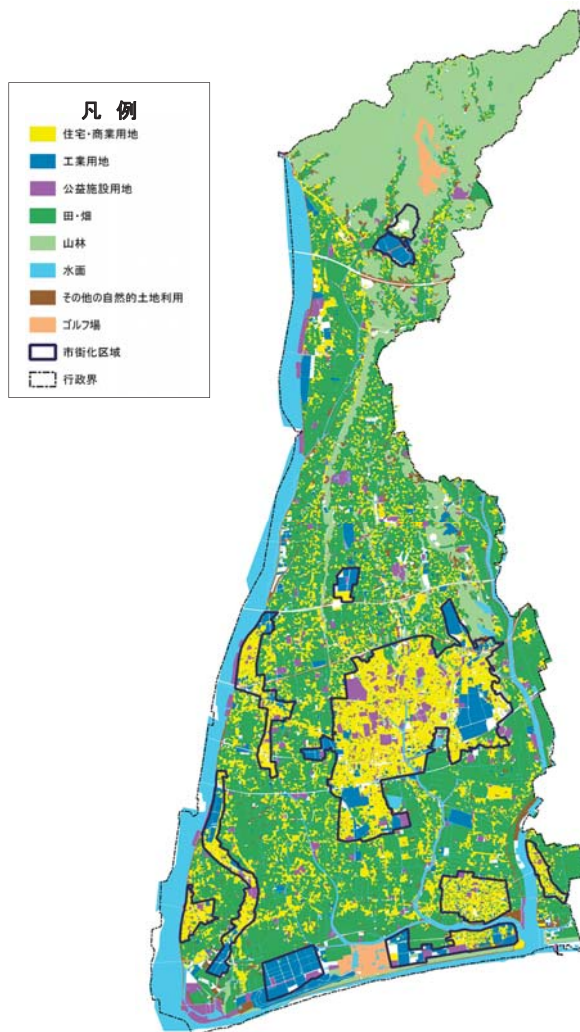 凡 例
住宅・商業用地
工業用地
公益施設用地
田・畑
山林
水面
その他の自然的土地利用
ゴルフ場
市街化区域
行政界